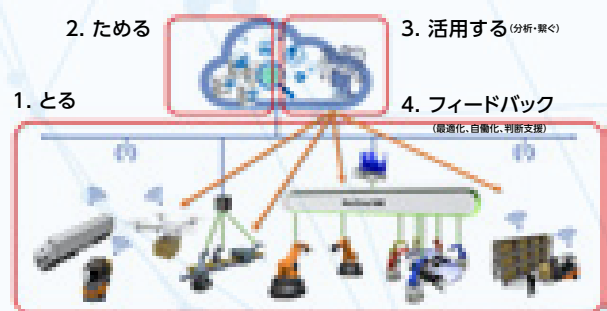 2. ためる
3. 活用する(分析・繋ぐ)
1. とる
4. フィードバック
(最適化、自働化、判断支援)